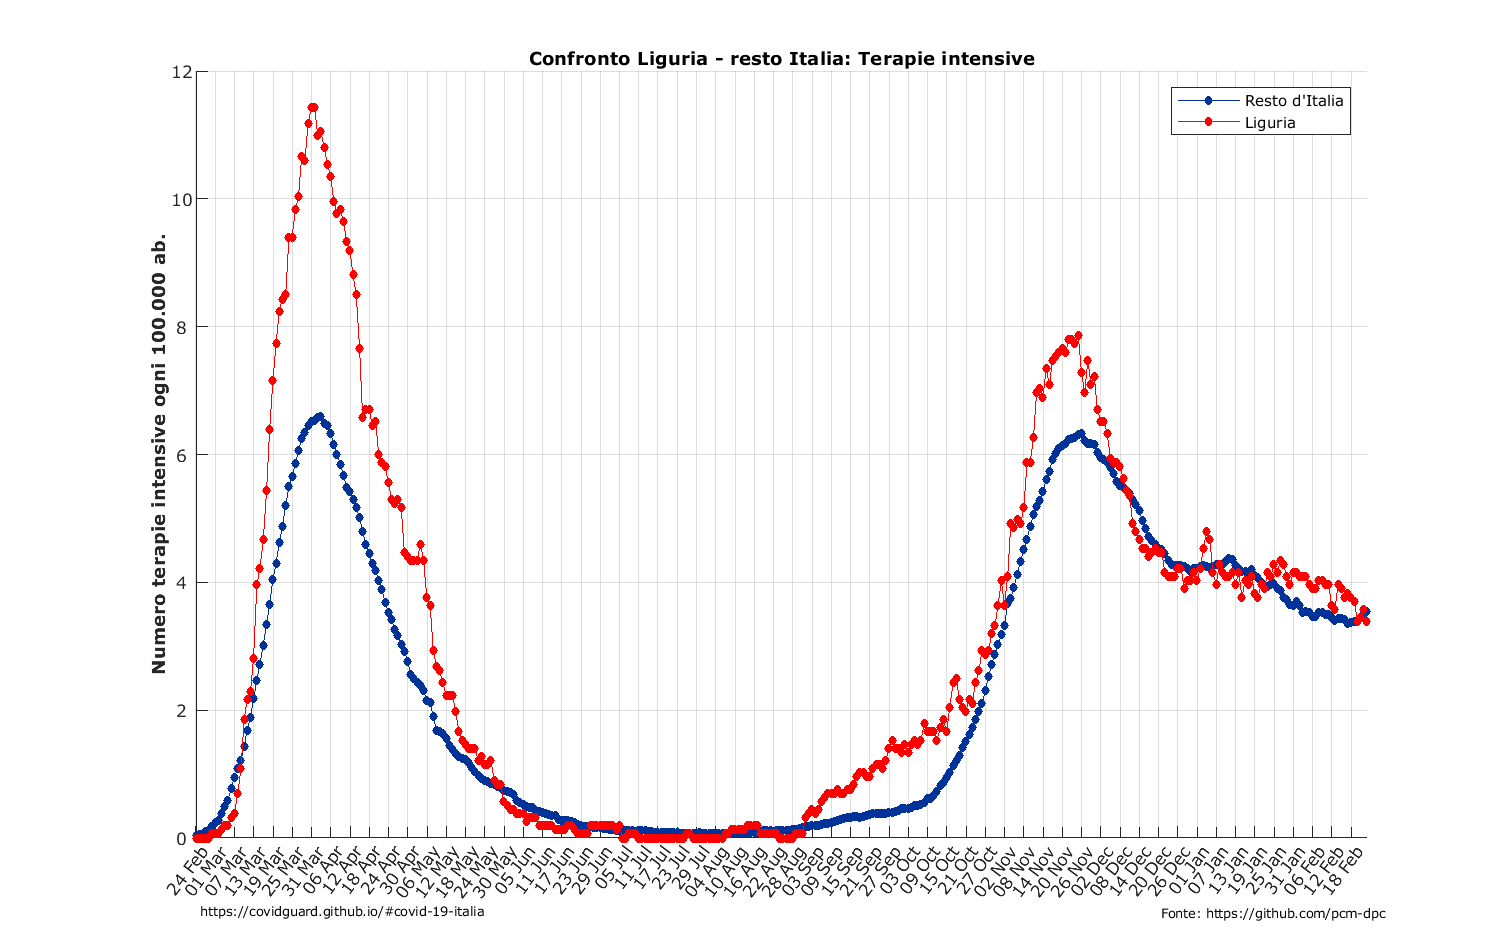 Confronto Liguria - resto Italia: Terapie intensive
Resto d'Italia
Liguria
Numero terapie intensive ogni 100.000 ab.
12
10
8
6
4
2
0
24 Feb
01 Mar
07 Mar
13 Mar
19 Mar
25 Mar
31 Mar
06 Apr
12 Apr
18 Apr
24 Apr
30 Apr
06 May
12 May
18 May
24 May
30 May
05 Jun
11 Jun
17 Jun
23 Jun
29 Jun
05 Jul
11 Jul
17 Jul
23 Jul
29 Jul
04 Aug
10 Aug
16 Aug
22 Aug
28 Aug
03 Sep
09 Sep
15 Sep
21 Sep
27 Sep
03 Oct
09 Oct
15 Oct
21 Oct
27 Oct
02 Nov
08 Nov
14 Nov
20 Nov
26 Nov
02 Dec
08 Dec
14 Dec
20 Dec
26 Dec
01 Jan
07 Jan
13 Jan
19 Jan
25 Jan
31 Jan
06 Feb
12 Feb
18 Feb
https://covidguard.github.io/#covid-19-italia
Fonte: https://github.com/pcm-dpc